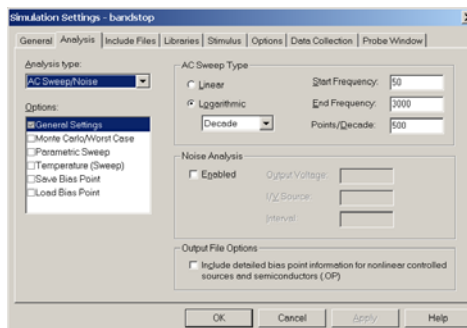 Simulation Settings - bandstop
General Analysis Include Files Libraries Stimulus Options Data Collection Probe Window
Analysis type:
AC Sweep/Noise
Options:
General Settings
Monte Carlo/Worst Case
Parametric Sweep
Temperature (Sweep)
Save Bias Point
Load Bias Point
AC Sweep Type
Linear
Logarithmic
Decade
Start Frequency: 50
End Frequency: 3000
Points/Decade: 500
Noise Analysis
Enabled
Output Voltage:
I/V Source:
Interval:
Output File Options
Include detailed bias point information for nonlinear controlled
sources and semiconductors (.OP)
OK Cancel Apply Help